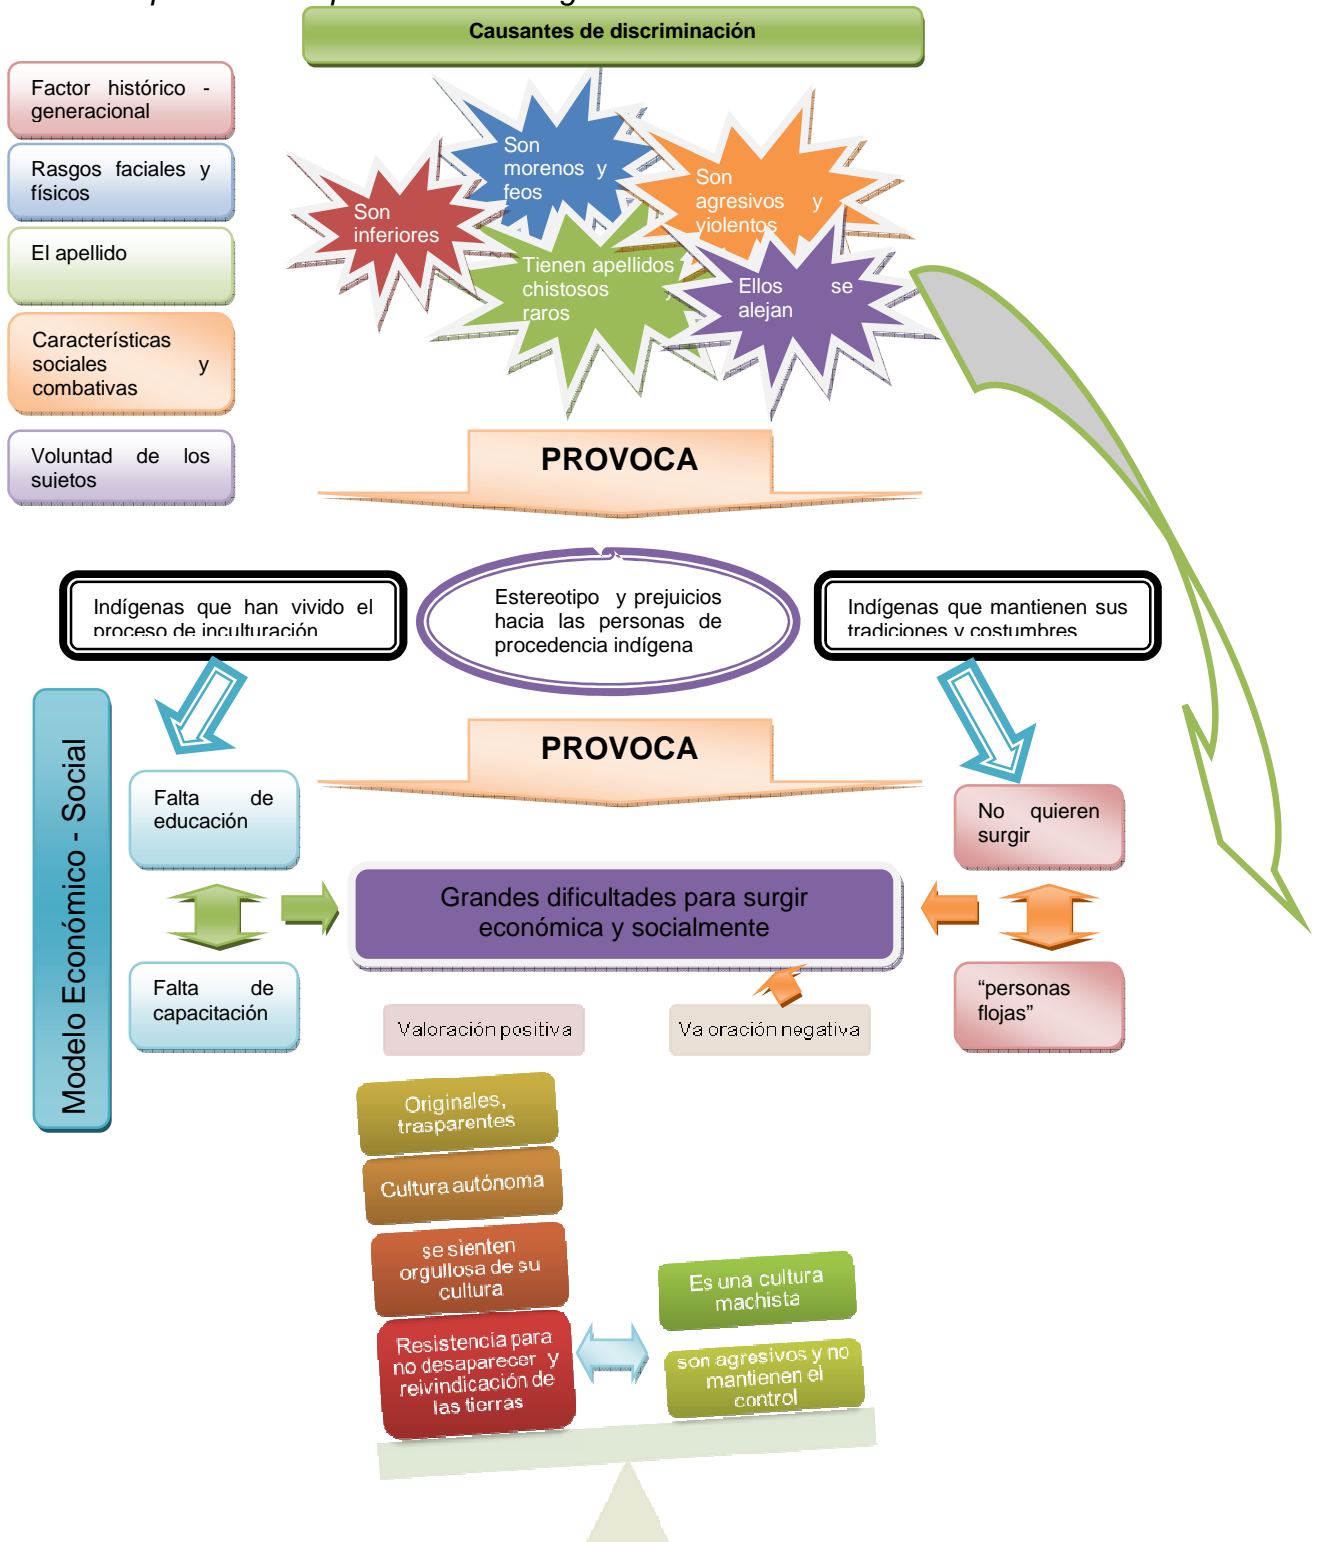 Causantes de discriminación
Factor histórico -
generacional
Rasgos faciales y
físicos
El apellido
Características
sociales y
combativas
Voluntad de los
sujetos
Son
inferiores
Son
morenos y
feos
Son
agresivos y
violentos
Tienen apellidos
chistosos y
raros
Ellos se
alejan
PROVOCA
Indígenas que han vivido el
proceso de inculturación
Estereotipo y prejuicios
hacia las personas de
procedencia indígena
Indígenas que mantienen sus
tradiciones y costumbres
PROVOCA
Modelo Económico - Social
Falta de
educación
Falta de
capacitación
Grandes dificultades para surgir
económica y socialmente
No quieren
surgir
“personas
flojas”
Valoración positiva
Va oración negativa
Originales,
trasparentes
Cultura autónoma
se sienten
orgullosa de su
cultura
Resistencia para
no desaparecer y
reivindicación de
las tierras
Es una cultura
machista
son agresivos y no
mantienen el
control